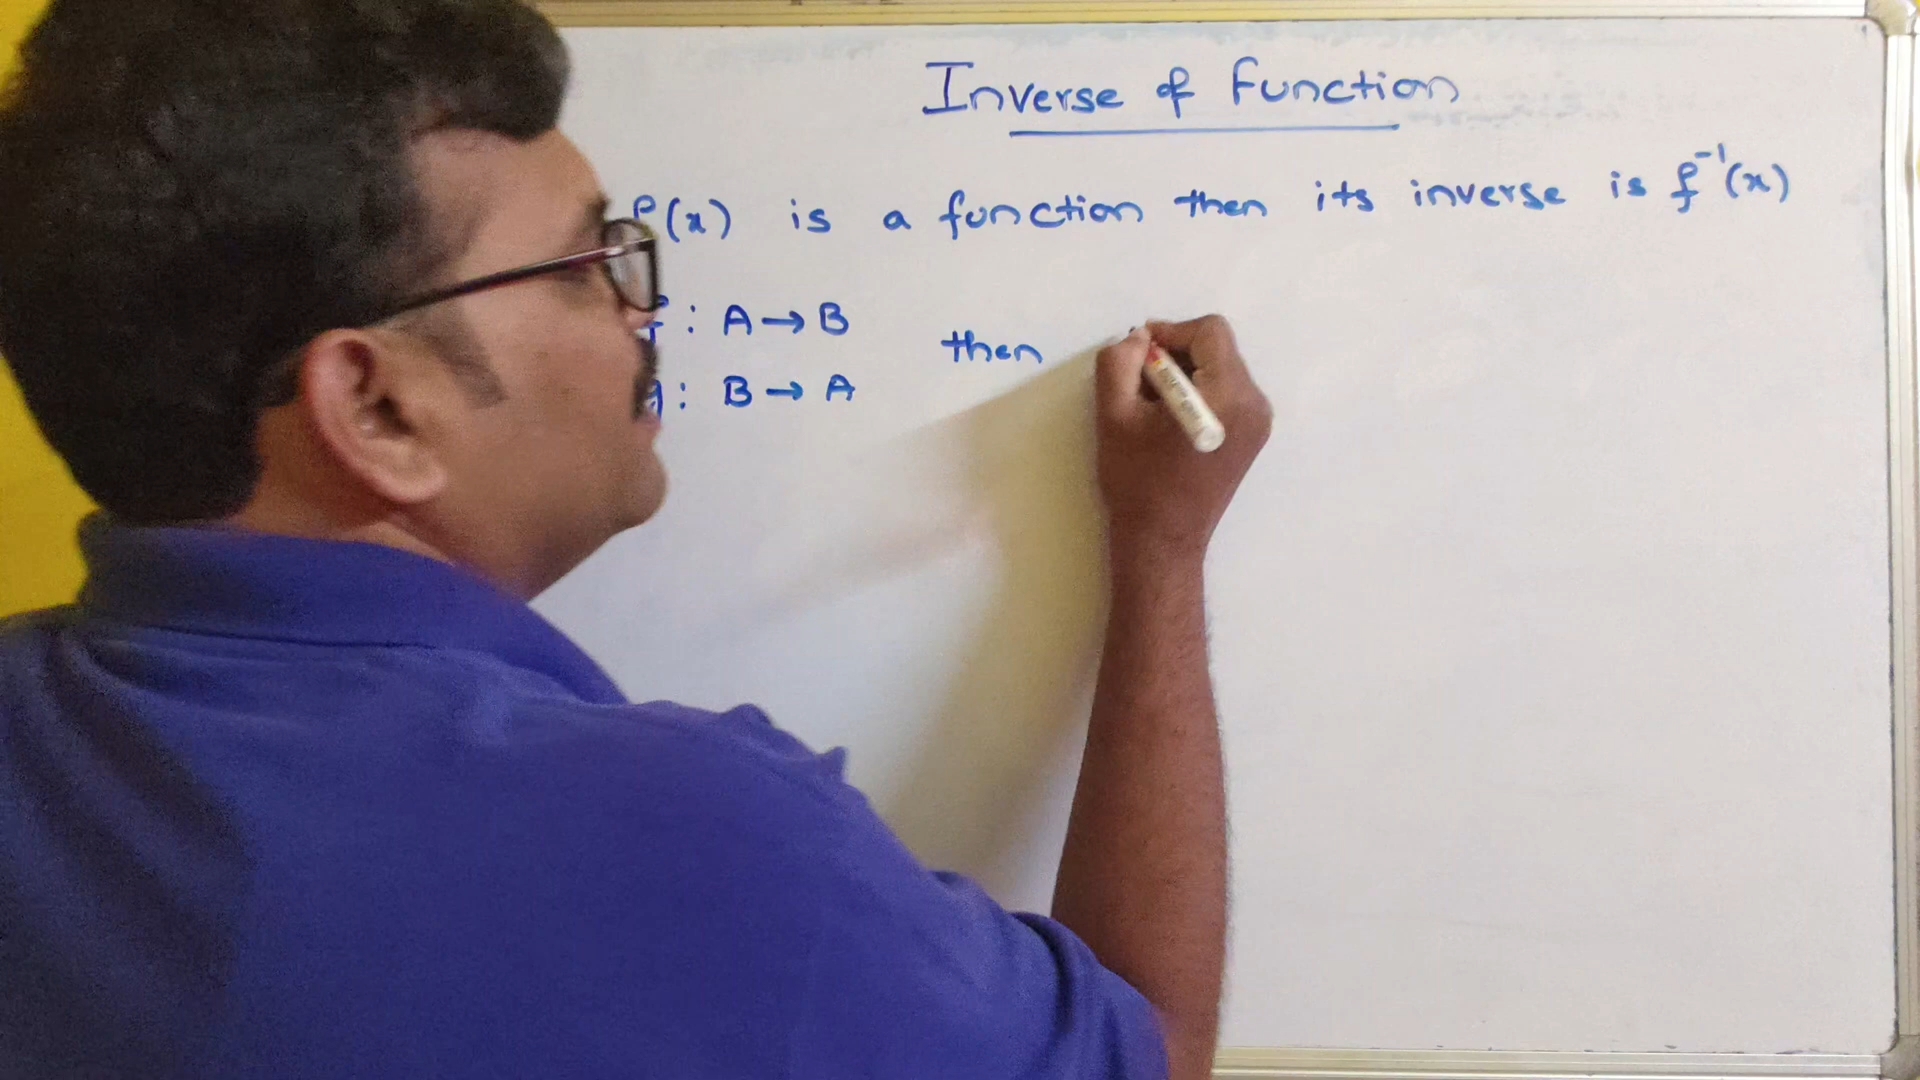 Inverse of Function
f(x) is a function then its inverse is f⁻¹(x)
f : A → B
then
g : B → A